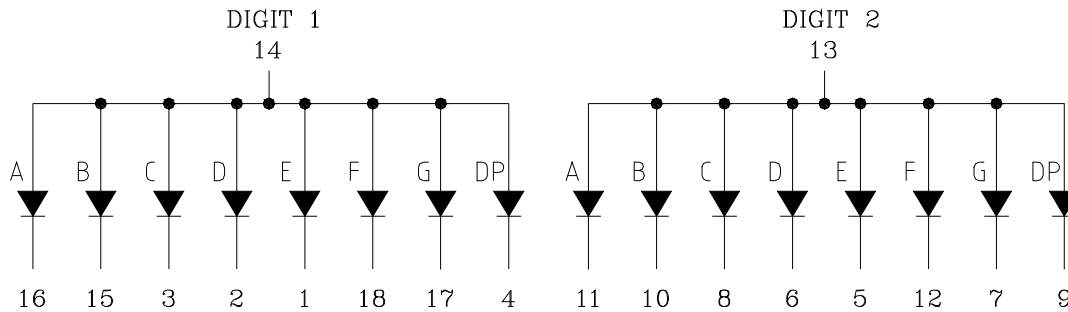 DIGIT 1 DIGIT 2
14 13
A B C D E F G DP A B C D E F G DP
16 15 3 2 1 18 17 4 11 10 8 6 5 12 7 9